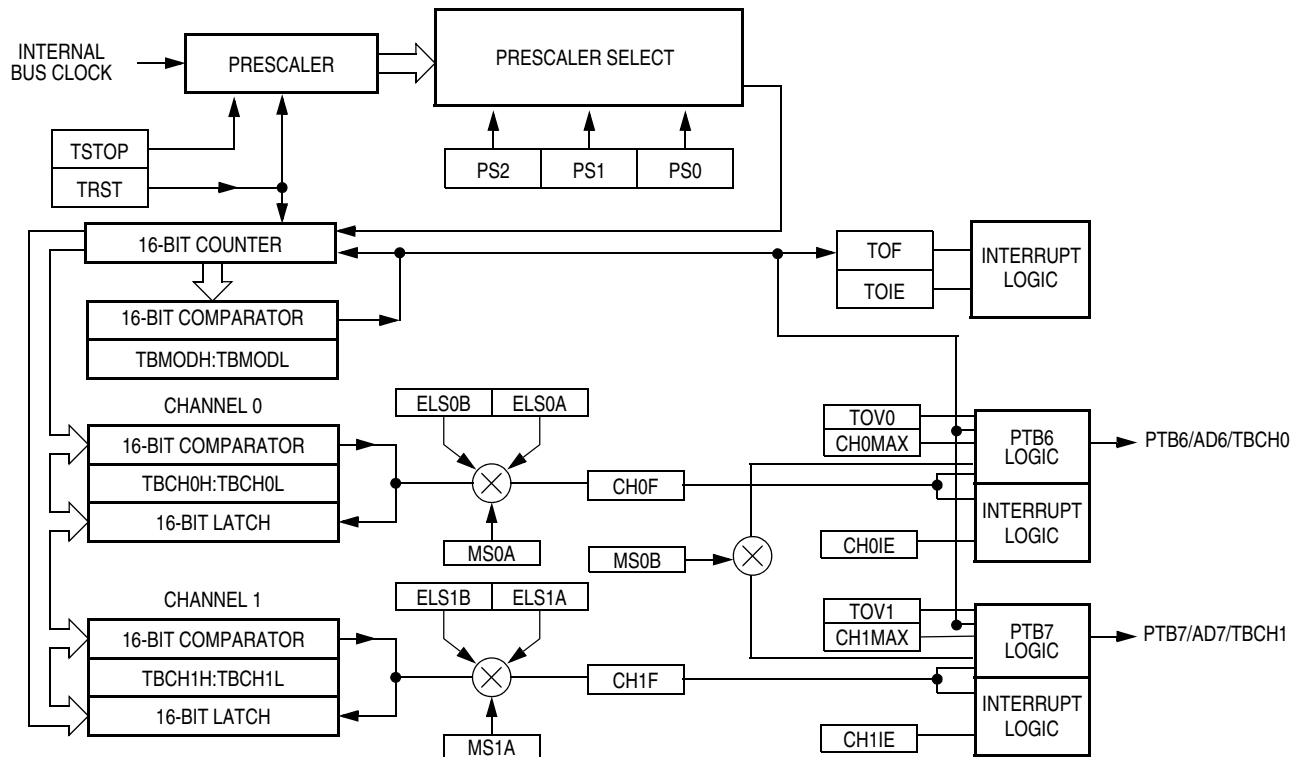 INTERNAL
BUS CLOCK
PRESCALER
PRESCALER SELECT
TSTOP
TRST
PS2
PS1
PS0
16-BIT COUNTER
TOF
TOIE
INTERRUPT
LOGIC
16-BIT COMPARATOR
TBMODH:TBMODL
CHANNEL 0
ELS0B
ELS0A
16-BIT COMPARATOR
TBCH0H:TBCH0L
16-BIT LATCH
MS0A
CH0F
MS0B
TOV0
CH0MAX
PTB6
LOGIC
PTB6/AD6/TBCH0
INTERRUPT
LOGIC
CH0IE
CHANNEL 1
ELS1B
ELS1A
16-BIT COMPARATOR
TBCH1H:TBCH1L
16-BIT LATCH
MS1A
CH1F
TOV1
CH1MAX
PTB7
LOGIC
PTB7/AD7/TBCH1
INTERRUPT
LOGIC
CH1IE